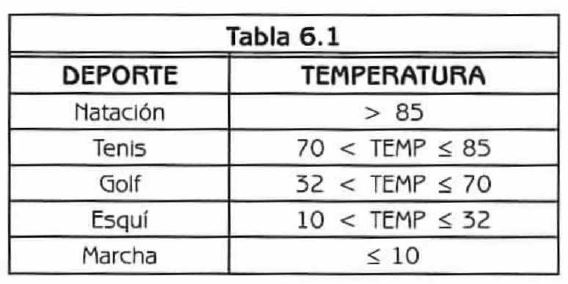 Tabla 6.1
DEPORTE TEMPERATURA
Natación > 85
Tenis 70 < TEMP ≤ 85
Golf 32 < TEMP ≤ 70
Esquí 10 < TEMP ≤ 32
Marcha ≤ 10